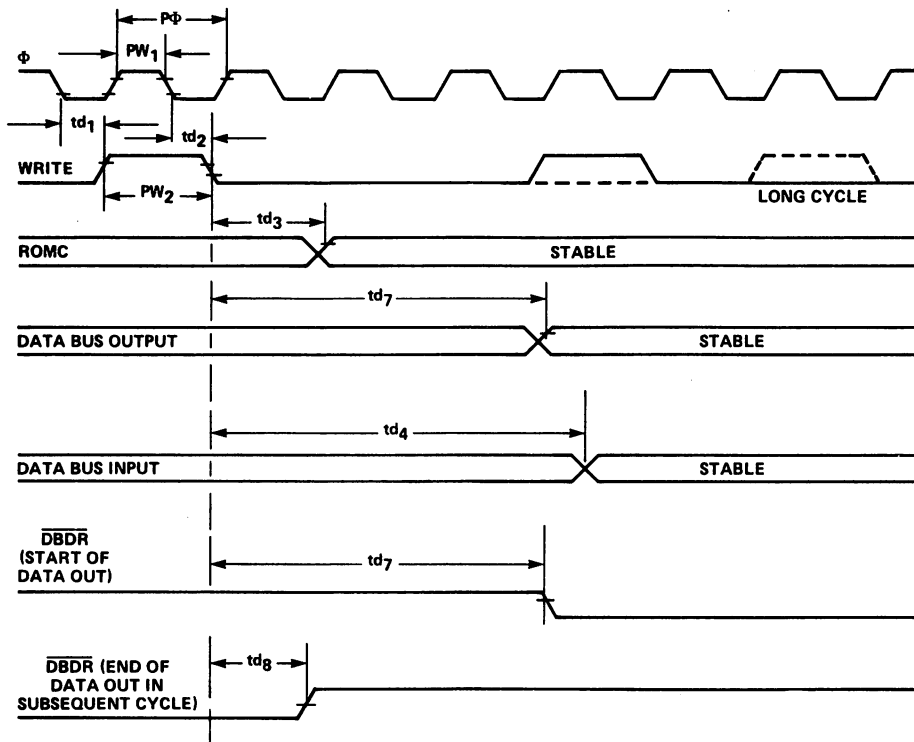 PΦ
Φ
PW1
td1
td2
WRITE
PW2
LONG CYCLE
td3
ROMC
STABLE
td7
DATA BUS OUTPUT
STABLE
td4
DATA BUS INPUT
STABLE
DBDR
(START OF
DATA OUT)
td7
DBDR (END OF
DATA OUT IN
SUBSEQUENT CYCLE)
td8